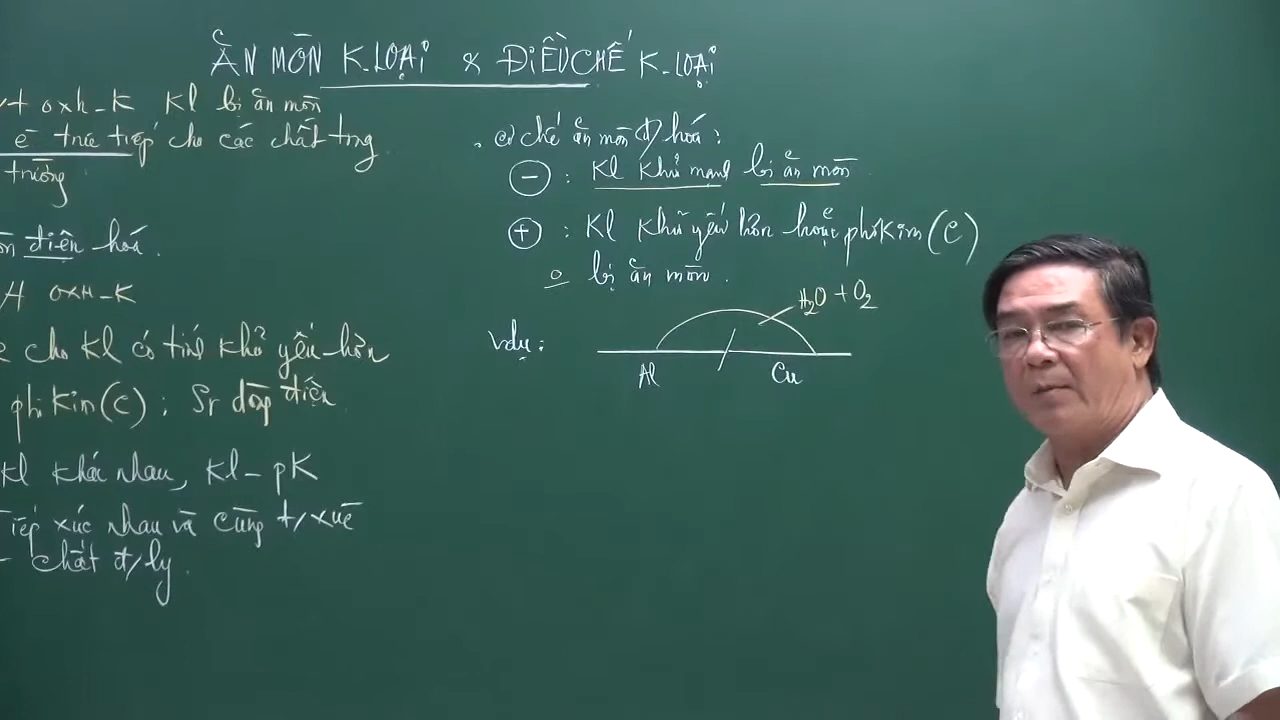 ĂN MÒN K.LOẠI & ĐIỀU CHẾ K-LOẠI
oxh-K Kl bị ăn mòn
e trực tiếp cho các chất trng
trường
điện hoá.
oxh-K
cho Kl có tính khử yếu hơn
phi kim (C); Sr dòng điện
Kl khác nhau, Kl - pK
Tiếp xúc nhau và cùng t/xúc
chất đ/ly.
. cơ chế ăn mòn đ/hoá:
(-) : Kl khử mạnh bị ăn mòn
(+) : Kl khử yếu hơn hoặc phi kim (C)
o bị ăn mòn.
Vdụ: H2O + O2
Al Cu